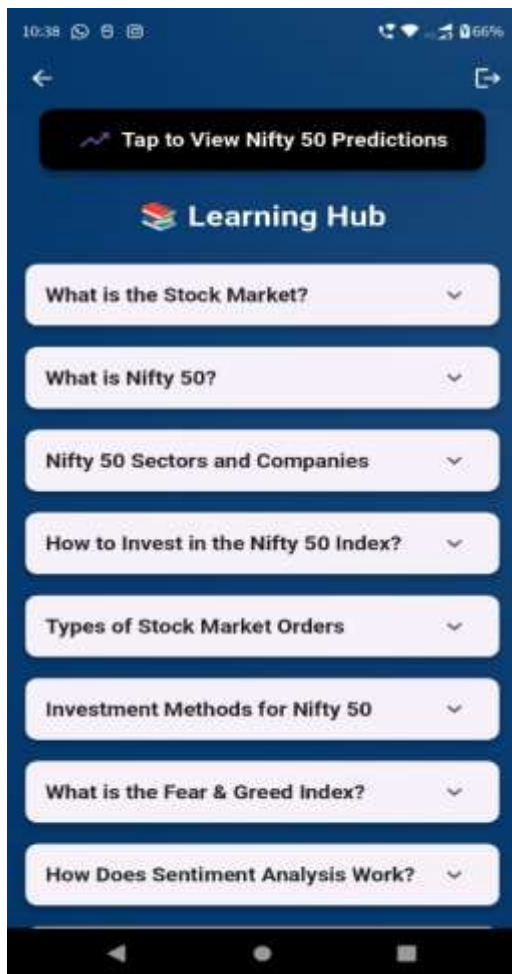 10:38
66%
Tap to View Nifty 50 Predictions
Learning Hub
What is the Stock Market?
What is Nifty 50?
Nifty 50 Sectors and Companies
How to Invest in the Nifty 50 Index?
Types of Stock Market Orders
Investment Methods for Nifty 50
What is the Fear & Greed Index?
How Does Sentiment Analysis Work?